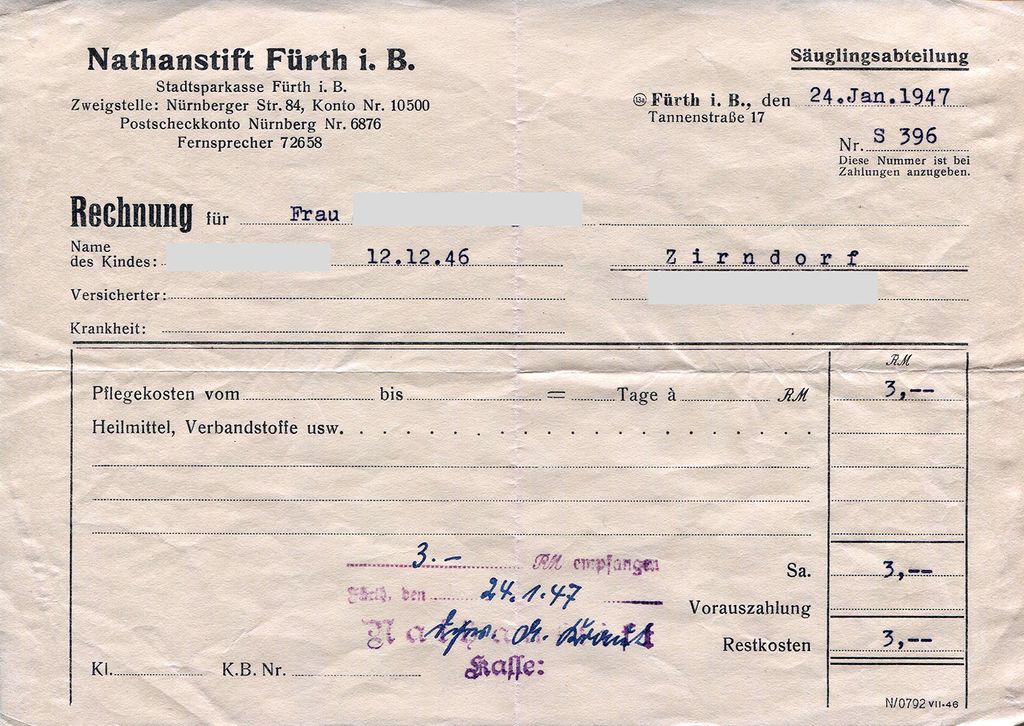 Nathanstift Fürth i. B.
Stadtsparkasse Fürth i. B.
Zweigstelle: Nürnberger Str. 84, Konto Nr. 10500
Postscheckkonto Nürnberg Nr. 6876
Fernsprecher 72658
Säuglingsabteilung
13a Fürth i. B., den 24.Jan.1947
Tannenstraße 17
Nr. S 396
Diese Nummer ist bei
Zahlungen anzugeben.
Rechnung für Frau
Name
des Kindes: 12.12.46 Zirndorf
Versicherter:
Krankheit:
RM
Pflegekosten vom bis = Tage à RM 3,--
Heilmittel, Verbandstoffe usw.
3.- RM empfangen
Sa. 3,--
Fürth, den 24.1.47
Vorauszahlung
Restkosten 3,--
Kasse:
Kl. K.B. Nr.
N/0792 VII-46